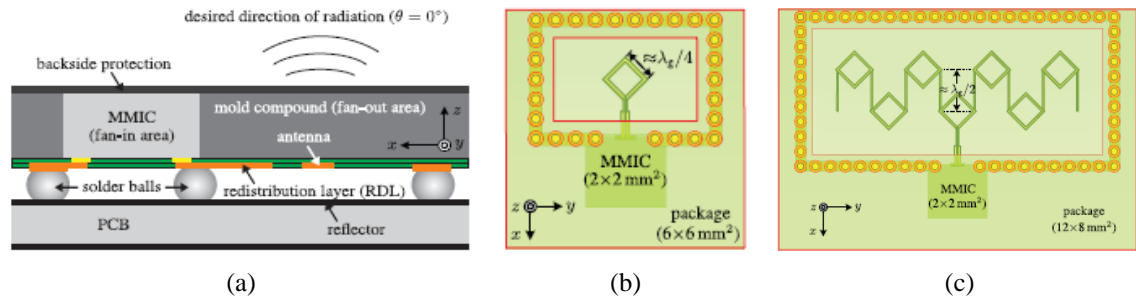 desired direction of radiation (θ = 0°)
backside protection
MMIC
(fan-in area)
mold compound (fan-out area)
antenna
z
x
y
solder balls
redistribution layer (RDL)
PCB
reflector
(a)
≈λg/4
MMIC
(2×2 mm²)
z
y
x
package
(6×6 mm²)
(b)
≈λg/2
MMIC
(2×2 mm²)
z
y
x
package
(12×8 mm²)
(c)